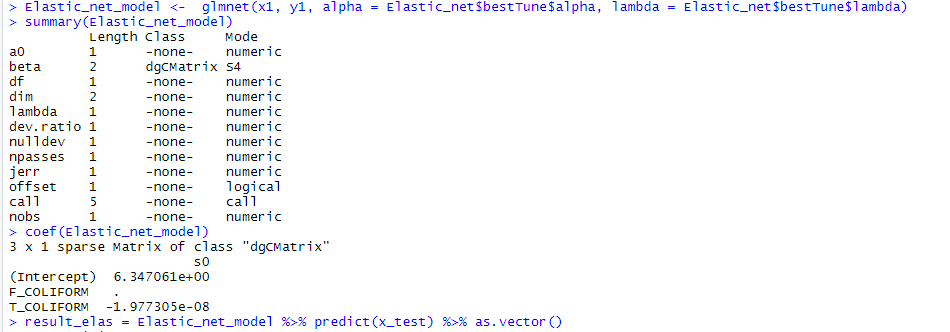 > Elastic_net_model <-  glmnet(x1, y1, alpha = Elastic_net$bestTune$alpha, lambda = Elastic_net$bestTune$lambda)
> summary(Elastic_net_model)
          Length Class     Mode
a0        1      -none-    numeric
beta      2      dgCMatrix S4
df        1      -none-    numeric
dim       2      -none-    numeric
lambda    1      -none-    numeric
dev.ratio 1      -none-    numeric
nulldev   1      -none-    numeric
npasses   1      -none-    numeric
jerr      1      -none-    numeric
offset    1      -none-    logical
call      5      -none-    call
nobs      1      -none-    numeric
> coef(Elastic_net_model)
3 x 1 sparse Matrix of class "dgCMatrix"
                       s0
(Intercept)  6.347061e+00
F_COLIFORM   .
T_COLIFORM  -1.977305e-08
> result_elas = Elastic_net_model %>% predict(x_test) %>% as.vector()